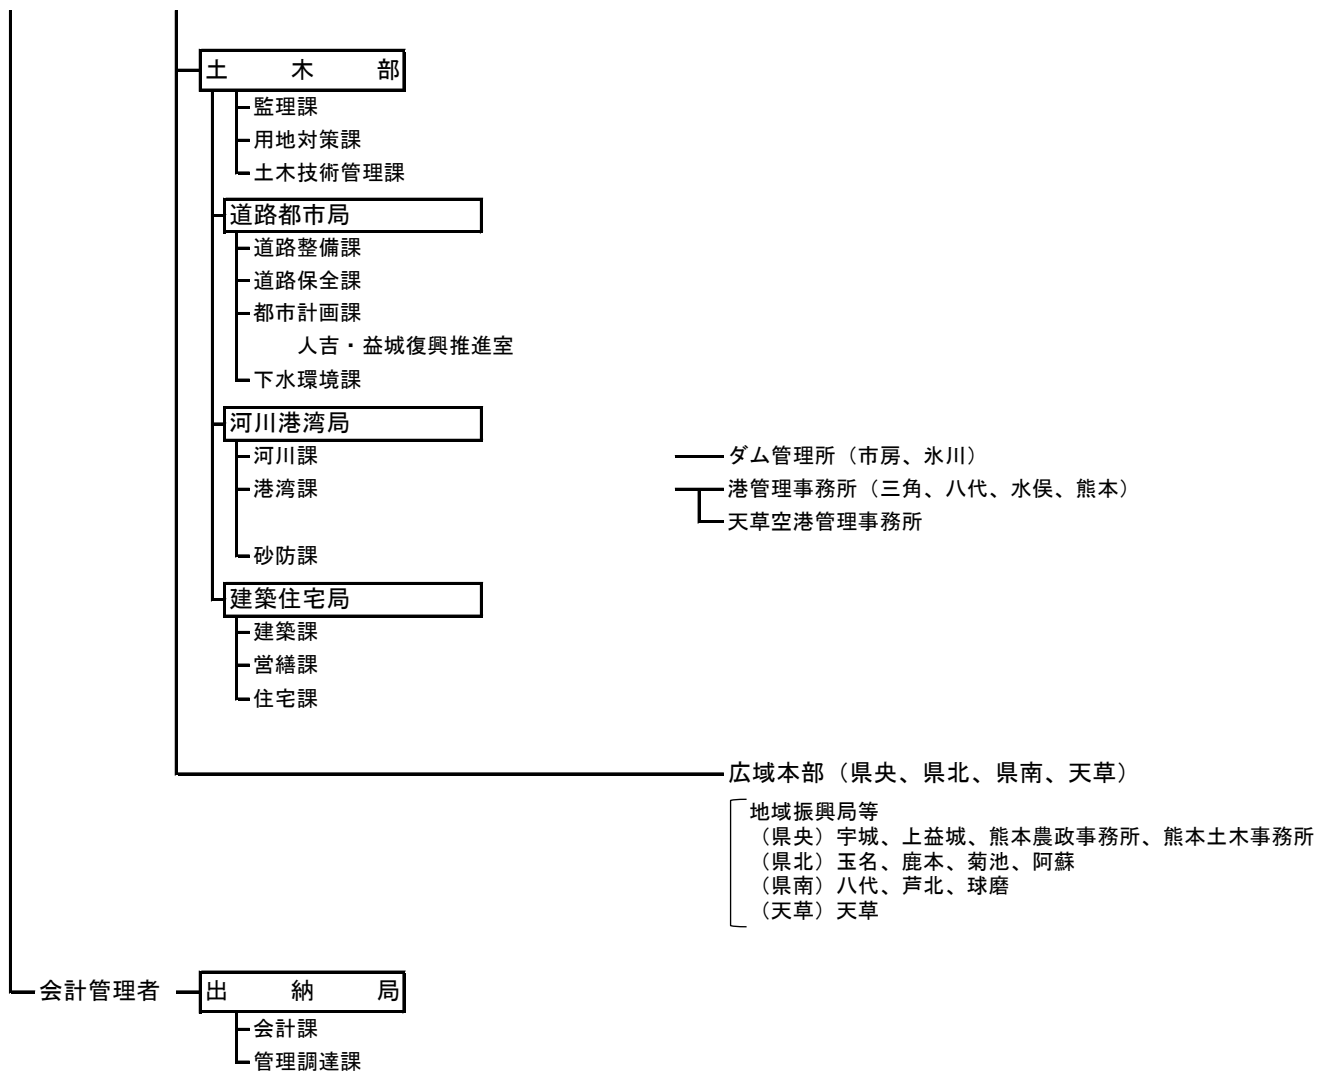 土木部
監理課
用地対策課
土木技術管理課
道路都市局
道路整備課
道路保全課
都市計画課
人吉・益城復興推進室
下水環境課
河川港湾局
河川課 ダム管理所（市房、氷川）
港湾課 港管理事務所（三角、八代、水俣、熊本）
天草空港管理事務所
砂防課
建築住宅局
建築課
営繕課
住宅課
広域本部（県央、県北、県南、天草）
地域振興局等
（県央）宇城、上益城、熊本農政事務所、熊本土木事務所
（県北）玉名、鹿本、菊池、阿蘇
（県南）八代、芦北、球磨
（天草）天草
会計管理者 出納局
会計課
管理調達課